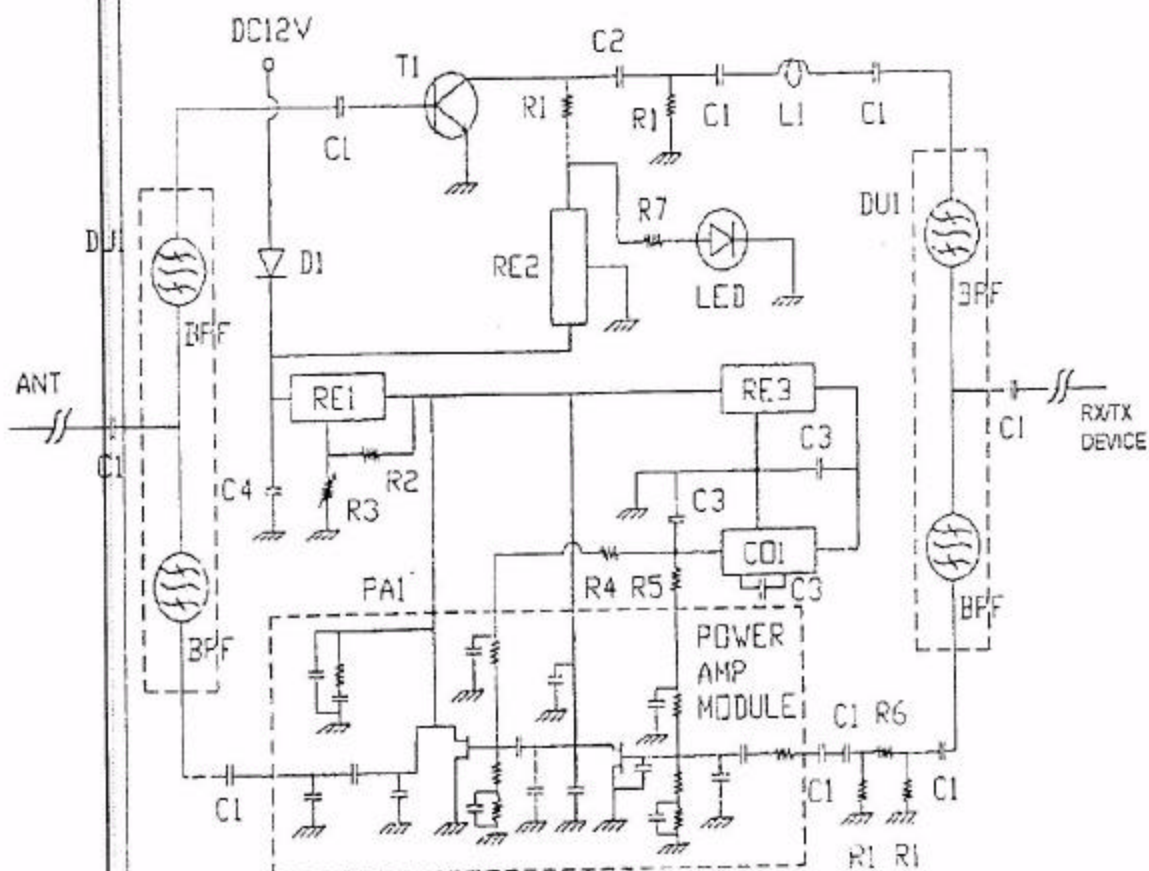 DC12V
T1
C2
R1
R1
C1
L1
C1
C1
DU1
D1
RE2
R7
LED
DU1
BPF
BPF
ANT
C1
RE1
RE3
C1
RX/TX
DEVICE
C4
R3
R2
C3
C3
CO1
C3
R4 R5
PA1
BPF
BPF
POWER
AMP
MODULE
C1 R6
C1
C1
C1
R1 R1